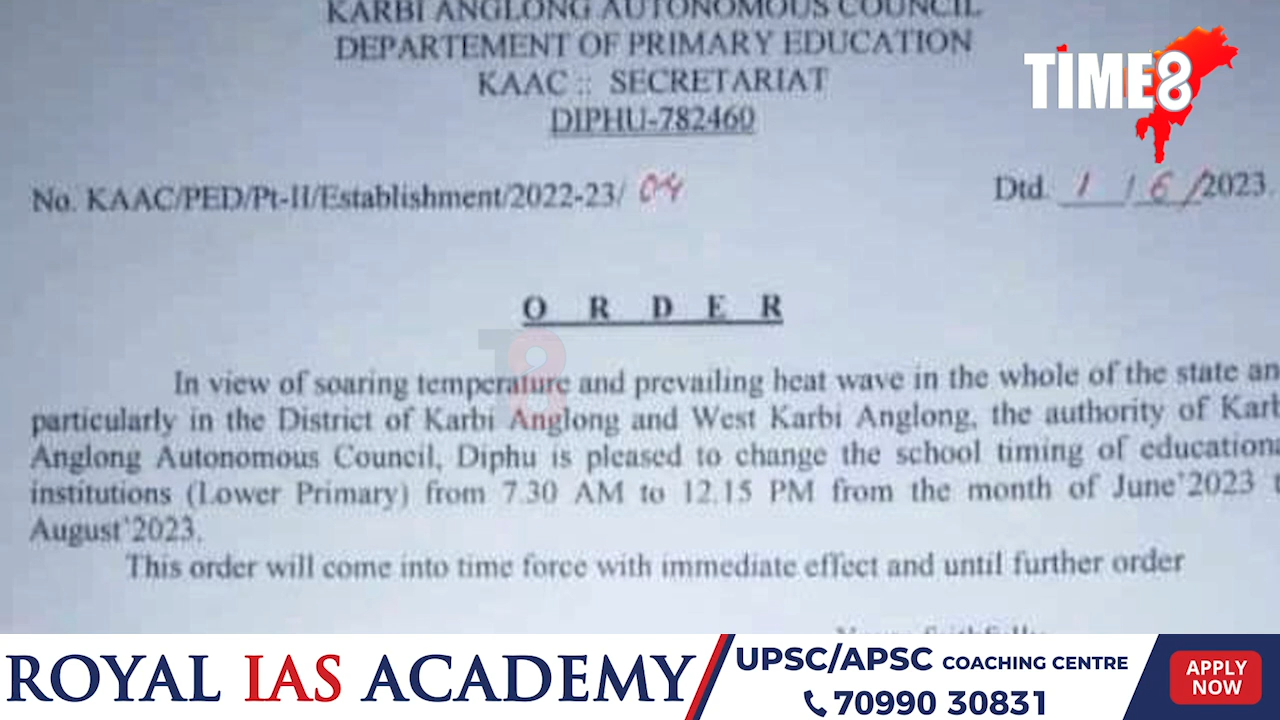 KARBI ANGLONG AUTONOMOUS COUNCIL
DEPARTEMENT OF PRIMARY EDUCATION
KAAC :: SECRETARIAT
DIPHU-782460
TIME8
No. KAAC/PED/Pt-II/Establishment/2022-23/ 04
Dtd. 1 / 6 /2023.
O R D E R
In view of soaring temperature and prevailing heat wave in the whole of the state an
particularly in the District of Karbi Anglong and West Karbi Anglong, the authority of Karb
Anglong Autonomous Council, Diphu is pleased to change the school timing of educationa
institutions (Lower Primary) from 7.30 AM to 12.15 PM from the month of June'2023 t
August'2023.
This order will come into time force with immediate effect and until further order
ROYAL IAS ACADEMY
UPSC/APSC COACHING CENTRE
70990 30831
APPLY
NOW